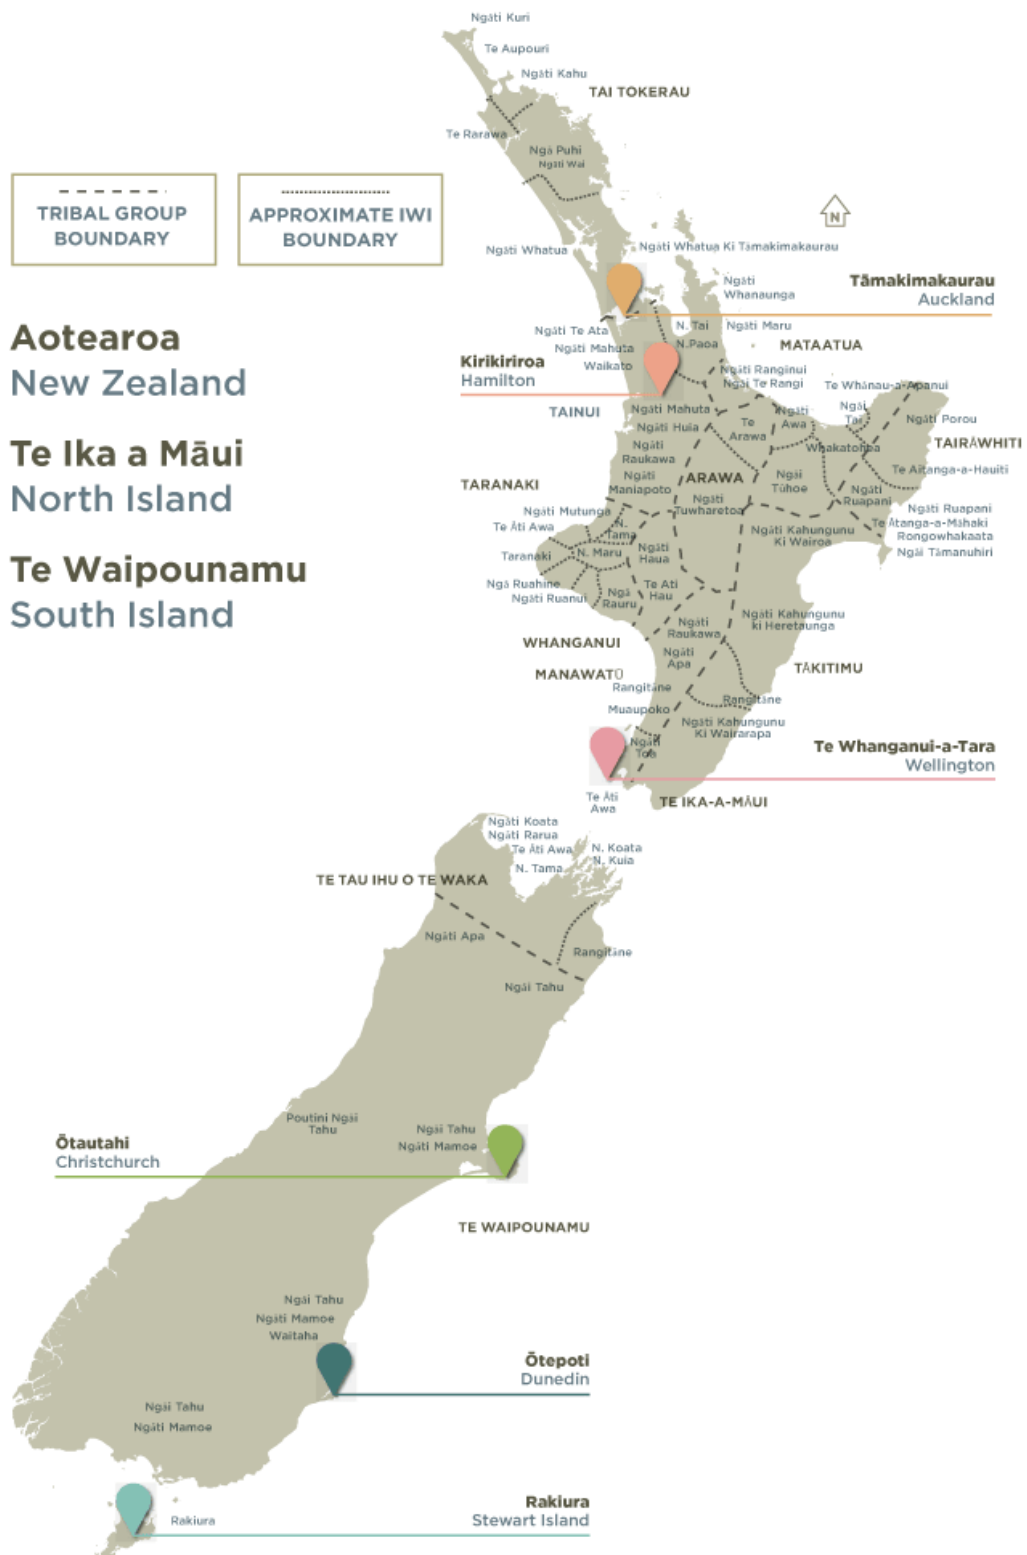 Ngāti Kuri
Te Aupouri
Ngāti Kahu
TAI TOKERAU
Te Rarawa
Ngā Puhi
Ngāti Wai
TRIBAL GROUP
BOUNDARY
APPROXIMATE IWI
BOUNDARY
N
Ngāti Whatua
Ngāti Whatua Ki Tāmakimakaurau
Ngāti
Whanaunga
Tāmakimakaurau
Auckland
Aotearoa
New Zealand
Ngāti Te Ata
N. Tai
Ngāti Maru
Ngāti Mahuta
N.Paoa
MATAATUA
Waikato
Kirikiriroa
Hamilton
Ngāti Ranginui
Ngāi Te Rangi
Te Whānau-a-Apanui
TAINUI
Ngāti Mahuta
Ngāti Huia
Te
Arawa
Ngāti
Awa
Ngāi
Tai
Ngāti Porou
TAIRĀWHITI
Te Ika a Māui
North Island
Ngāti
Raukawa
Whakatohea
Te Aitanga-a-Hauiti
TARANAKI
Ngāti
Maniapoto
ARAWA
Ngāti
Tuwharetoa
Ngāi
Tūhoe
Ngāti
Ruapani
Ngāti Mutunga
Te Āti Awa
N.
Tama
Ngāti Ruapani
Te Ātanga-a-Māhaki
Rongowhakaata
Ngāi Tāmanuhiri
Ngāti Kahungunu
Ki Wairoa
Taranaki
N. Maru
Ngāti
Haua
Te Waipounamu
South Island
Ngā Ruahine
Ngāti Ruanui
Ngā
Rauru
Te Ati
Hau
Ngāti Kahungunu
ki Heretaunga
WHANGANUI
Ngāti
Raukawa
MANAWATŪ
Ngāti
Apa
TĀKITIMU
Rangitāne
Muaupoko
Rangitāne
Ngāti Kahungunu
Ki Wairarapa
Ngāti
Toa
Te Whanganui-a-Tara
Wellington
Te Āti
Awa
TE IKA-A-MĀUI
Ngāti Koata
Ngāti Rarua
Te Āti Awa
N. Tama
N. Koata
N. Kuia
TE TAU IHU O TE WAKA
Ngāti Apa
Rangitāne
Ngāi Tahu
Poutini Ngāi
Tahu
Ngāi Tahu
Ngāti Mamoe
Ōtautahi
Christchurch
TE WAIPOUNAMU
Ngāi Tahu
Ngāti Mamoe
Waitaha
Ōtepoti
Dunedin
Ngāi Tahu
Ngāti Mamoe
Rakiura
Rakiura
Stewart Island